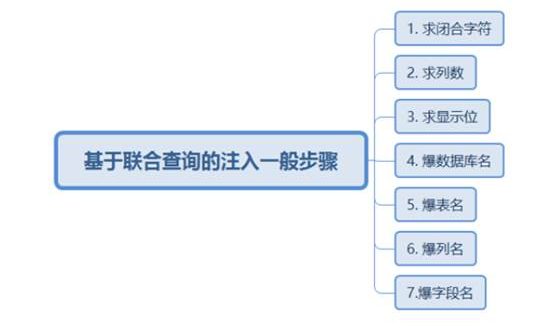 基于联合查询的注入一般步骤
1. 求闭合字符
2. 求列数
3. 求显示位
4. 爆数据库名
5. 爆表名
6. 爆列名
7.爆字段名